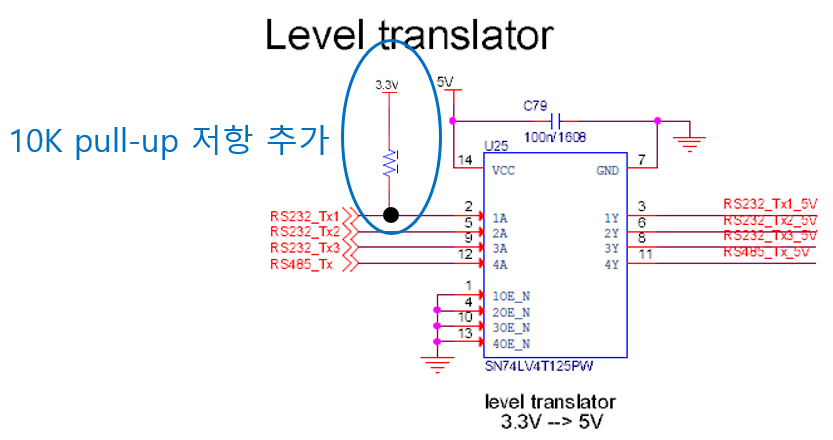 Level translator
3.3V
5V
C79
10K pull-up 저항 추가
100n/1608
U25
14 VCC GND 7
RS232_Tx1 2 1A 1Y 3 RS232_Tx1_5V
RS232_Tx2 5 2A 2Y 6 RS232_Tx2_5V
RS232_Tx3 9 3A 3Y 8 RS232_Tx3_5V
RS485_Tx 12 4A 4Y 11 RS485_Tx_5V
1 1OE_N
4 2OE_N
10 3OE_N
13 4OE_N
SN74LV4T125PW
level translator
3.3V --> 5V